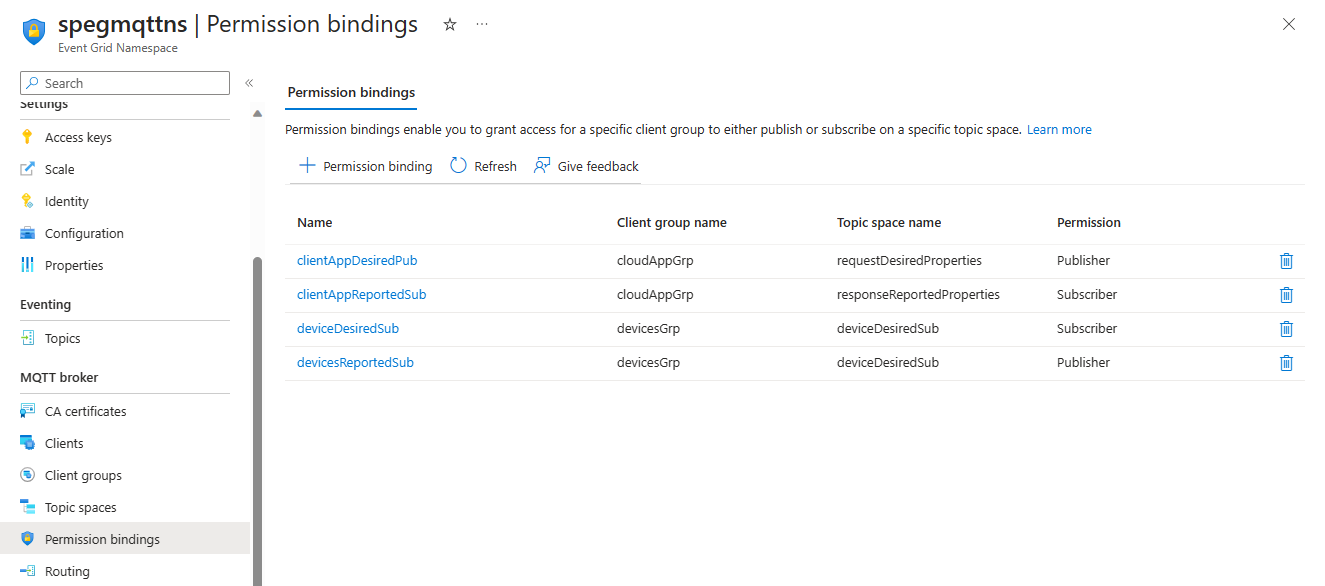 spegmqttns | Permission bindings
Event Grid Namespace
Search
Settings
Access keys
Scale
Identity
Configuration
Properties
Eventing
Topics
MQTT broker
CA certificates
Clients
Client groups
Topic spaces
Permission bindings
Routing
Permission bindings
Permission bindings enable you to grant access for a specific client group to either publish or subscribe on a specific topic space. Learn more
Permission binding Refresh Give feedback
Name Client group name Topic space name Permission
clientAppDesiredPub cloudAppGrp requestDesiredProperties Publisher
clientAppReportedSub cloudAppGrp responseReportedProperties Subscriber
deviceDesiredSub devicesGrp deviceDesiredSub Subscriber
devicesReportedSub devicesGrp deviceDesiredSub Publisher